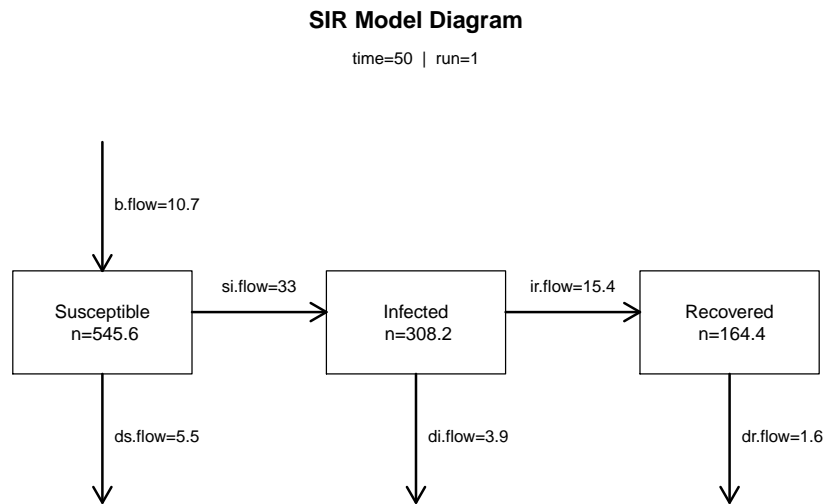 SIR Model Diagram
time=50 | run=1
b.flow=10.7
si.flow=33
ir.flow=15.4
Susceptible
n=545.6
Infected
n=308.2
Recovered
n=164.4
ds.flow=5.5
di.flow=3.9
dr.flow=1.6